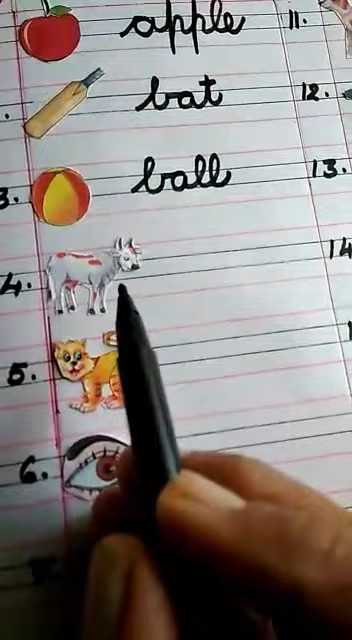 apple 11.
bat 12.
3. ball 13.
4. 14
5.
6.